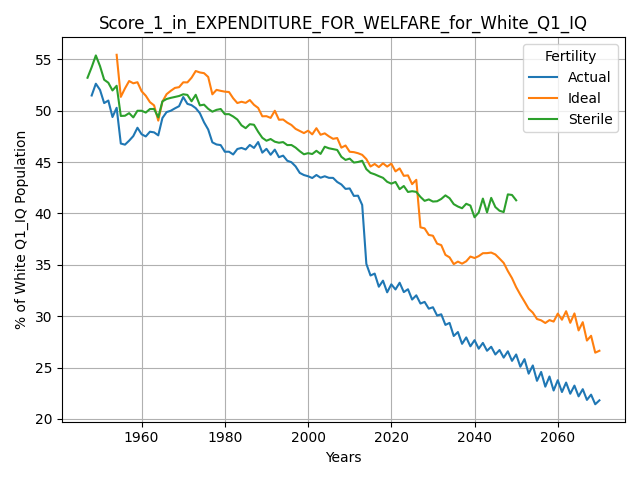 Score_1_in_EXPENDITURE_FOR_WELFARE_for_White_Q1_IQ
Fertility
Actual
Ideal
Sterile
% of White Q1_IQ Population
55
50
45
40
35
30
25
20
1960
1980
2000
2020
2040
2060
Years